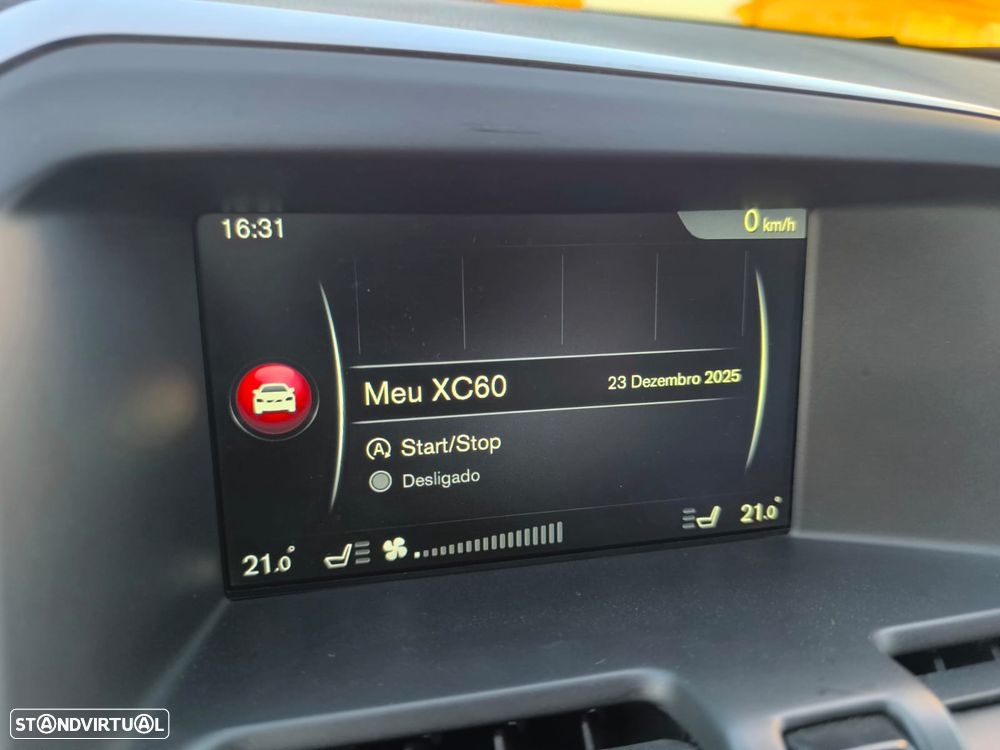 16:31
0 km/h
Meu XC60
23 Dezembro 2025
A Start/Stop
Desligado
21.0°
21.0°
STANDVIRTUAL